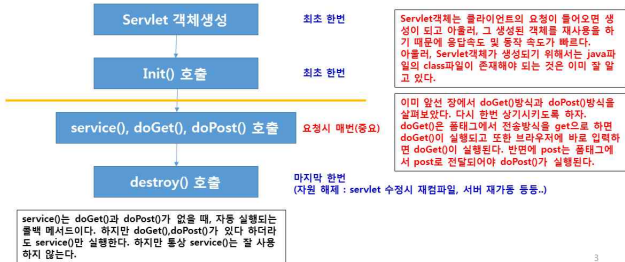 Servlet 객체생성
최초 한번
Init() 호출
최초 한번
service(), doGet(), doPost() 호출
요청시 매번(중요)
destroy() 호출
마지막 한번
(자원 해제 : servlet 수정시 재컴파일, 서버 재가동 등등..)
Servlet객체는 클라이언트의 요청이 들어오면 생
성이 되고 아울러, 그 생성된 객체를 재사용을 하
기 때문에 응답속도 및 동작 속도가 빠르다.
아울러, Servlet객체가 생성되기 위해서는 java파
일의 class파일이 존재해야 되는 것은 이미 잘 알
고 있다.
이미 앞선 장에서 doGet()방식과 doPost()방식을
살펴보았다. 다시 한번 상기시키도록 하자.
doGet()은 폼태그에서 전송방식을 get으로 하면
doGet()이 실행되고 또한 브라우저에 바로 입력하
면 doGet()이 실행된다. 반면에 post는 폼태그에
서 post로 전달되어야 doPost()가 실행된다.
service()는 doGet()과 doPost()가 없을 때, 자동 실행되는
콜백 메서드이다. 하지만 doGet(),doPost()가 있다 하더라
도 service()만 실행한다. 하지만 통상 service()는 잘 사용
하지 않는다.
3